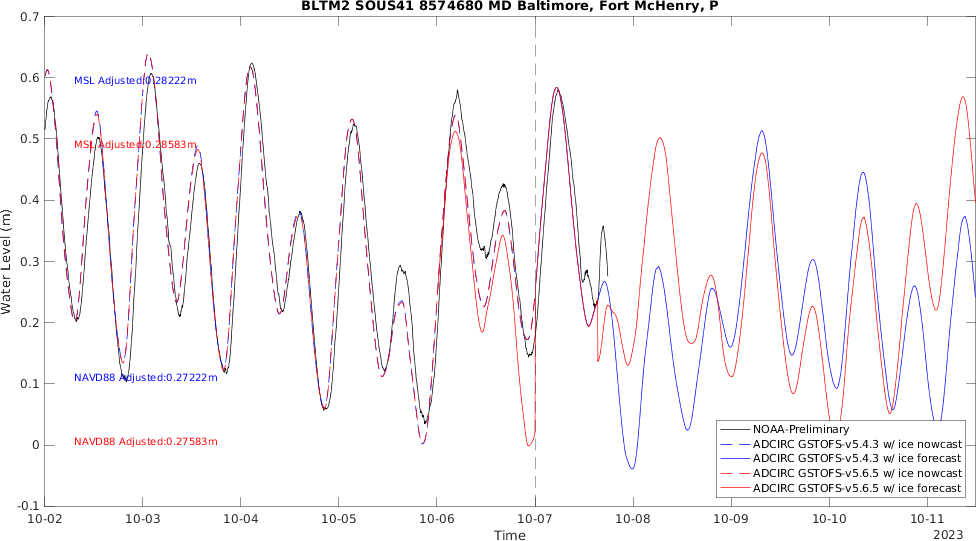 BLTM2 SOUS41 8574680 MD Baltimore, Fort McHenry, P
0.7
0.6
0.5
0.4
0.3
0.2
0.1
0
-0.1
Water Level (m)
MSL Adjusted:0.28222m
MSL Adjusted:0.28583m
NAVD88 Adjusted:0.27222m
NAVD88 Adjusted:0.27583m
NOAA-Preliminary
ADCIRC GSTOFS-v5.4.3 w/ ice nowcast
ADCIRC GSTOFS-v5.4.3 w/ ice forecast
ADCIRC GSTOFS-v5.6.5 w/ ice nowcast
ADCIRC GSTOFS-v5.6.5 w/ ice forecast
10-02 10-03 10-04 10-05 10-06 10-07 10-08 10-09 10-10 10-11
Time
2023